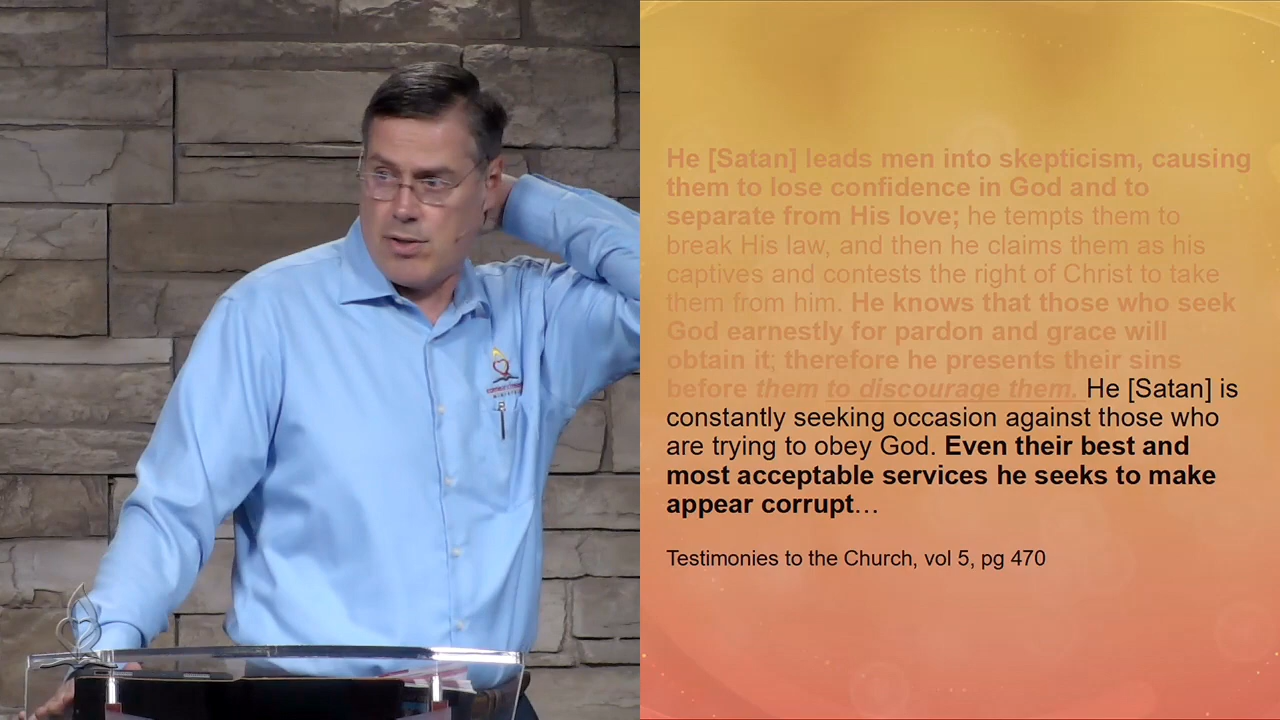 He [Satan] leads men into skepticism, causing
them to lose confidence in God and to
separate from His love; he tempts them to
break His law, and then he claims them as his
captives and contests the right of Christ to take
them from him. He knows that those who seek
God earnestly for pardon and grace will
obtain it; therefore he presents their sins
before them to discourage them. He [Satan] is
constantly seeking occasion against those who
are trying to obey God. Even their best and
most acceptable services he seeks to make
appear corrupt…
Testimonies to the Church, vol 5, pg 470